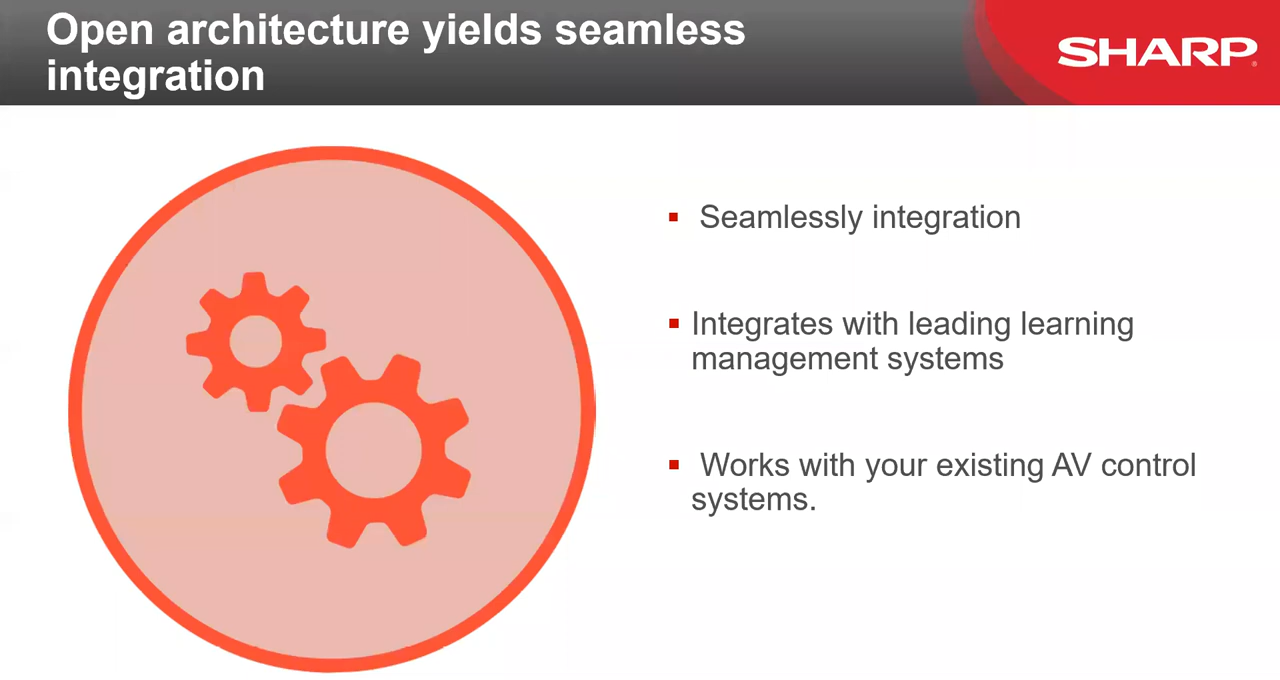 Open architecture yields seamless
integration
SHARP
Seamlessly integration
Integrates with leading learning
management systems
Works with your existing AV control
systems.